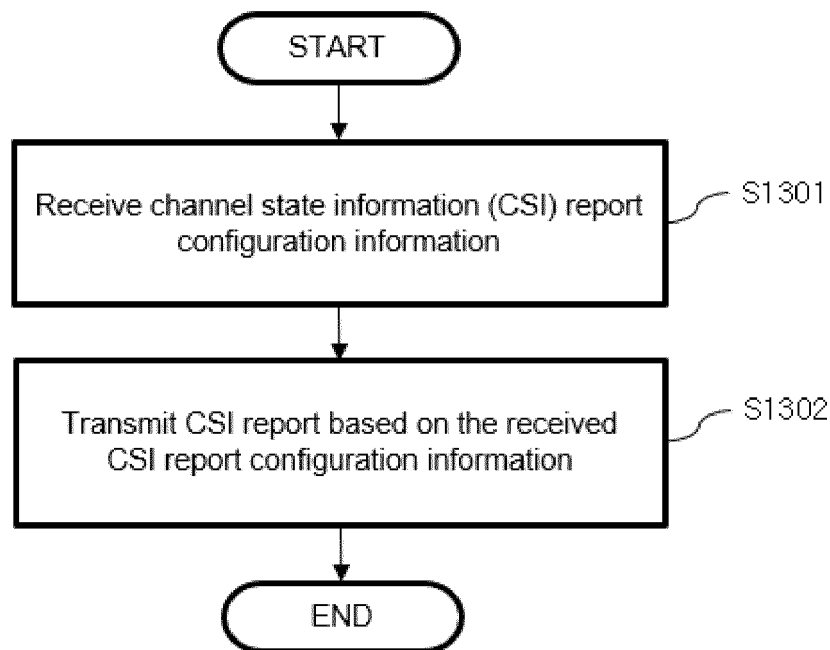 START
Receive channel state information (CSI) report
configuration information
S1301
Transmit CSI report based on the received
CSI report configuration information
S1302
END